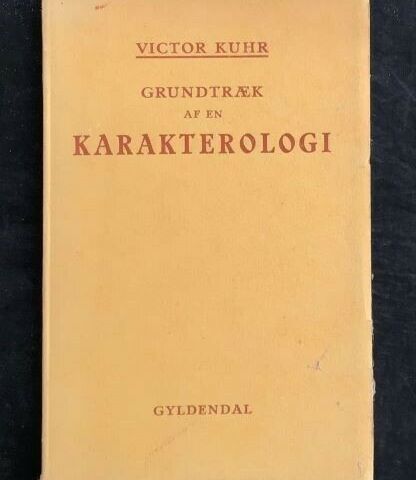 VICTOR KUHR
GRUNDTRÆK
AF EN
KARAKTEROLOGI
GYLDENDAL